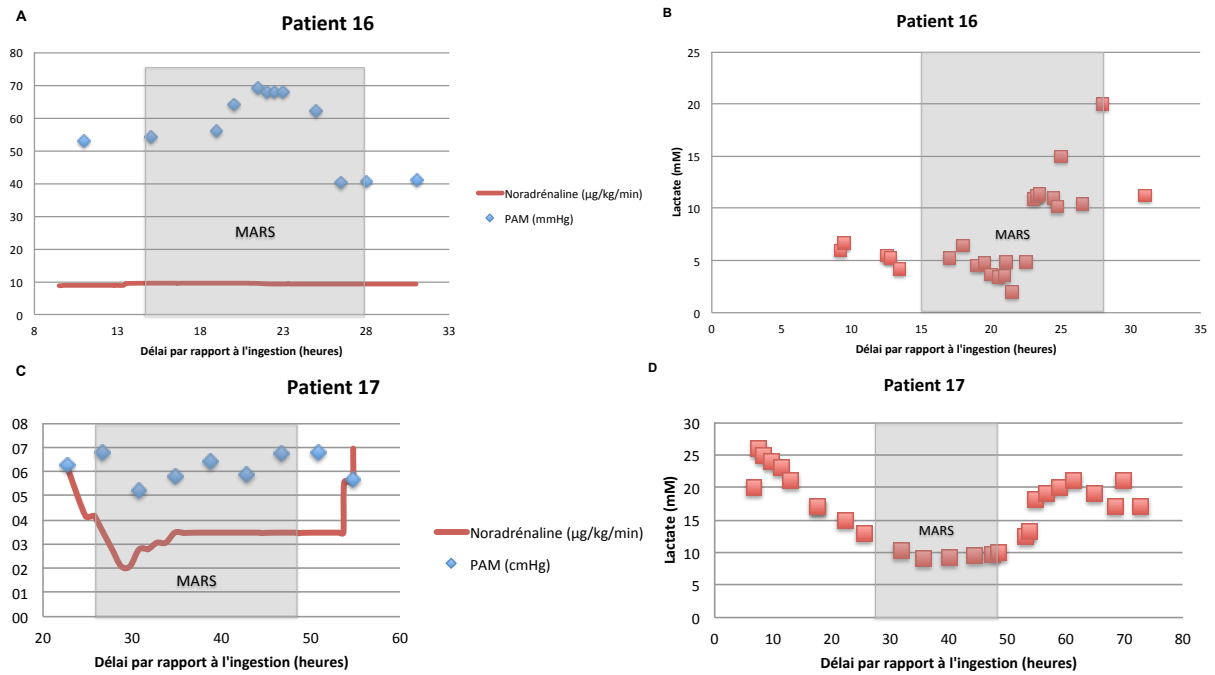 A
Patient 16
80
70
60
50
40
30
20
10
0
MARS
8 13 18 23 28 33
Délai par rapport à l'ingestion (heures)
Noradrénaline (μg/kg/min)
PAM (mmHg)
B
Patient 16
Lactate (mM)
25
20
15
10
5
0
MARS
0 5 10 15 20 25 30 35
Délai par rapport à l'ingestion (heures)
C
Patient 17
08
07
06
05
04
03
02
01
00
MARS
20 30 40 50 60
Délai par rapport à l'ingestion (heures)
Noradrénaline (μg/kg/min)
PAM (cmHg)
D
Patient 17
Lactate (mM)
30
25
20
15
10
5
0
MARS
0 10 20 30 40 50 60 70 80
Délai par rapport à l'ingestion (heures)